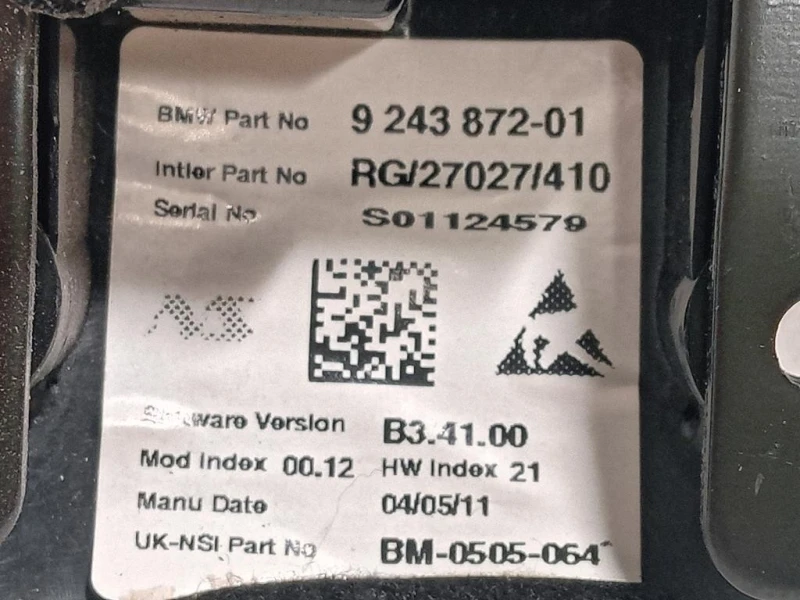 BMW Part No 9 243 872-01
Intier Part No RG/27027/410
Serial No S01124579
Software Version B3.41.00
Mod Index 00.12 HW Index 21
Manu Date 04/05/11
UK-NSI Part No BM-0505-064